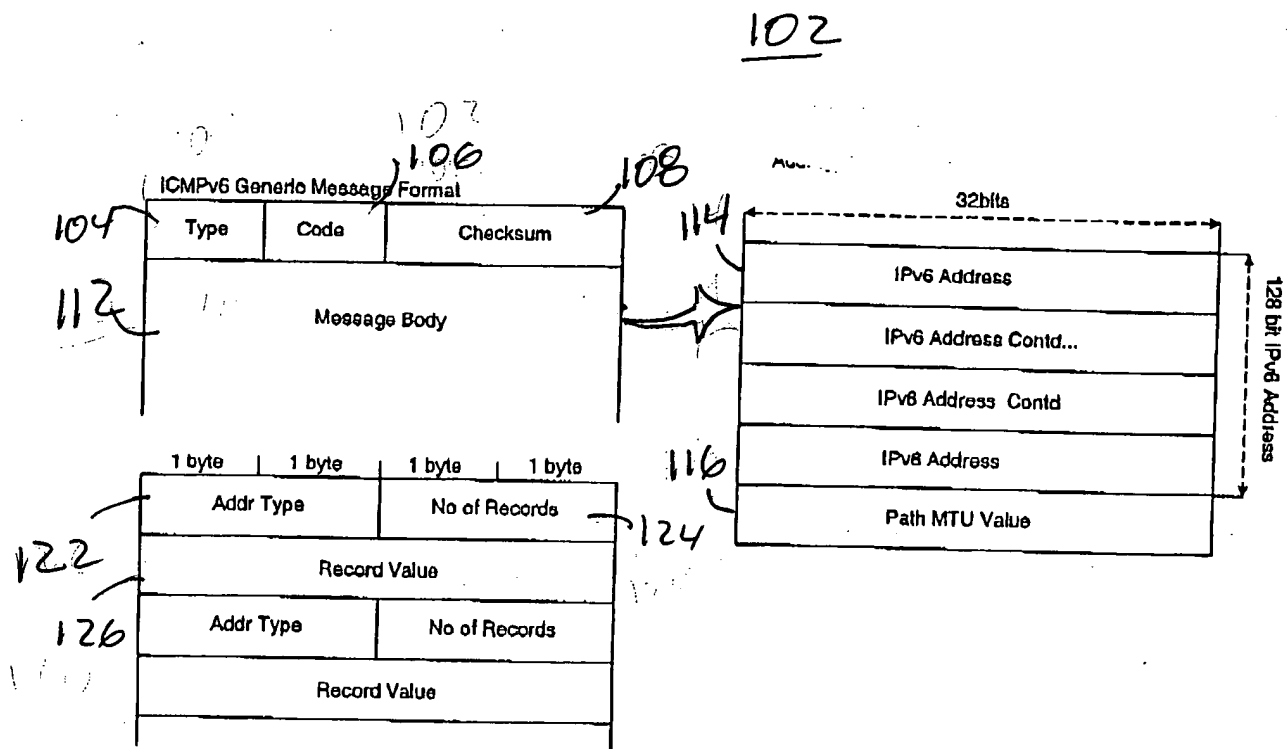 102
106
108
ICMPv6 Generic Message Format
104
Type
Code
Checksum
112
Message Body
114
32bits
IPv6 Address
IPv6 Address Contd...
IPv6 Address Contd
IPv6 Address
128 bit IPv6 Address
116
Path MTU Value
1 byte
1 byte
1 byte
1 byte
Addr Type
No of Records
122
124
Record Value
126
Addr Type
No of Records
Record Value